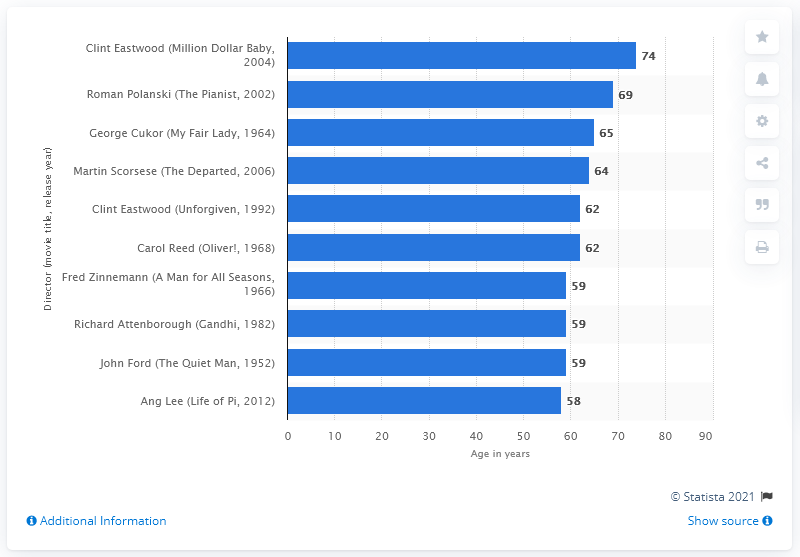 Clint Eastwood (Million Dollar Baby,
2004)
74
Roman Polanski (The Pianist, 2002)
69
George Cukor (My Fair Lady, 1964)
65
Martin Scorsese (The Departed, 2006)
64
Clint Eastwood (Unforgiven, 1992)
62
Carol Reed (Oliver!, 1968)
62
Fred Zinnemann (A Man for All Seasons,
1966)
59
Richard Attenborough (Gandhi, 1982)
59
John Ford (The Quiet Man, 1952)
59
Ang Lee (Life of Pi, 2012)
58
Director (movie title, release year)
0 10 20 30 40 50 60 70 80 90
Age in years
© Statista 2021
Additional Information
Show source